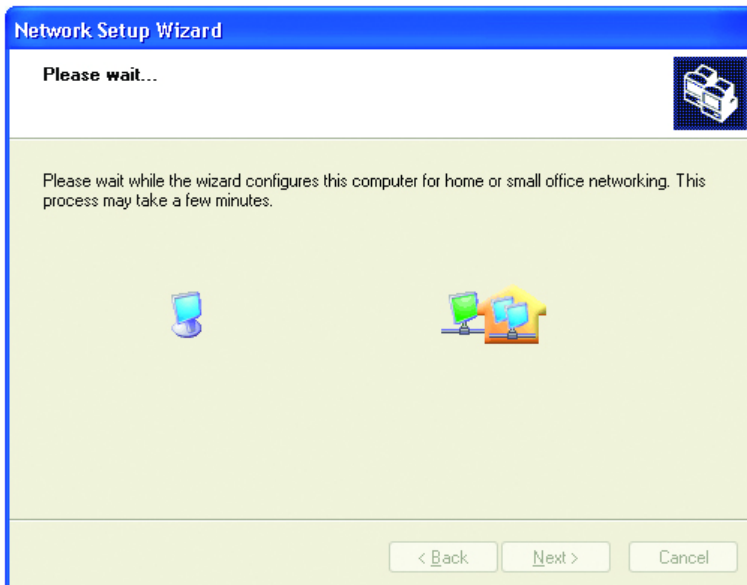 Network Setup Wizard
Please wait...
Please wait while the wizard configures this computer for home or small office networking. This
process may take a few minutes.
< Back Next > Cancel